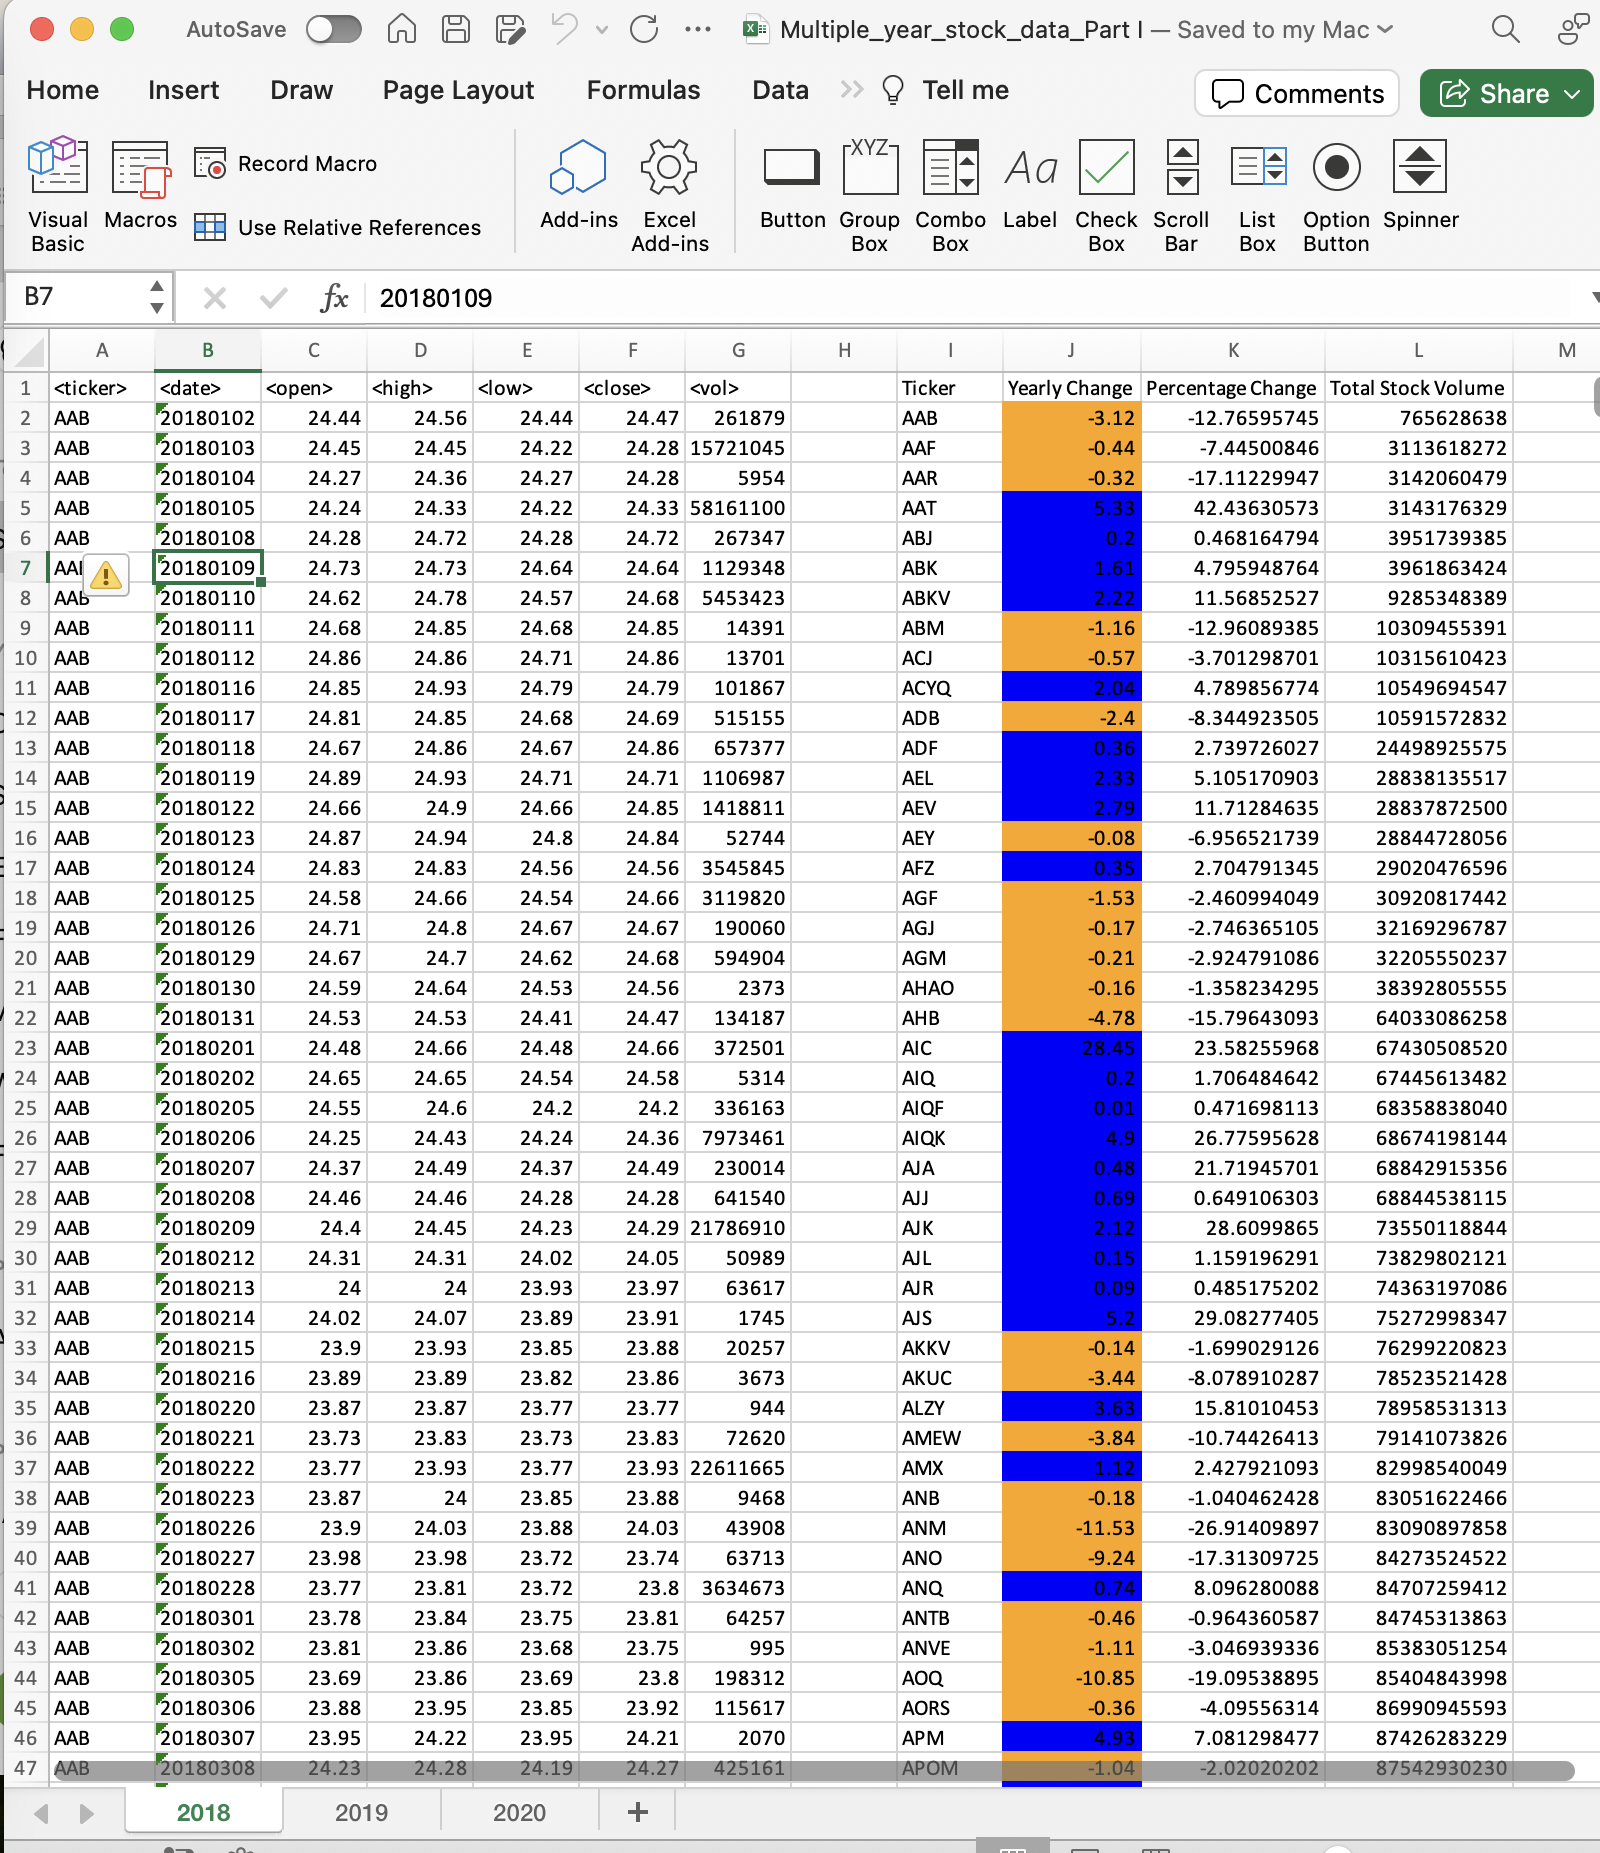 AutoSave Multiple_year_stock_data_Part I — Saved to my Mac
Home Insert Draw Page Layout Formulas Data Tell me Comments Share
Visual Basic Macros Record Macro Use Relative References Add-ins Excel Add-ins Button Group Box Combo Box Label Check Box Scroll Bar List Box Option Button Spinner
XYZ Aa
B7 fx 20180109
A B C D E F G H I J K L M
1 <ticker> <date> <open> <high> <low> <close> <vol> Ticker Yearly Change Percentage Change Total Stock Volume
2 AAB 20180102 24.44 24.56 24.44 24.47 261879 AAB -3.12 -12.76595745 765628638
3 AAB 20180103 24.45 24.45 24.22 24.28 15721045 AAF -0.44 -7.44500846 3113618272
4 AAB 20180104 24.27 24.36 24.27 24.28 5954 AAR -0.32 -17.11229947 3142060479
5 AAB 20180105 24.24 24.33 24.22 24.33 58161100 AAT 5.33 42.43630573 3143176329
6 AAB 20180108 24.28 24.72 24.28 24.72 267347 ABJ 0.2 0.468164794 3951739385
7 AA 20180109 24.73 24.73 24.64 24.64 1129348 ABK 1.61 4.795948764 3961863424
8 AAB 20180110 24.62 24.78 24.57 24.68 5453423 ABKV 2.22 11.56852527 9285348389
9 AAB 20180111 24.68 24.85 24.68 24.85 14391 ABM -1.16 -12.96089385 10309455391
10 AAB 20180112 24.86 24.86 24.71 24.86 13701 ACJ -0.57 -3.701298701 10315610423
11 AAB 20180116 24.85 24.93 24.79 24.79 101867 ACYQ 2.04 4.789856774 10549694547
12 AAB 20180117 24.81 24.85 24.68 24.69 515155 ADB -2.4 -8.344923505 10591572832
13 AAB 20180118 24.67 24.86 24.67 24.86 657377 ADF 0.36 2.739726027 24498925575
14 AAB 20180119 24.89 24.93 24.71 24.71 1106987 AEL 2.33 5.105170903 28838135517
15 AAB 20180122 24.66 24.9 24.66 24.85 1418811 AEV 2.79 11.71284635 28837872500
16 AAB 20180123 24.87 24.94 24.8 24.84 52744 AEY -0.08 -6.956521739 28844728056
17 AAB 20180124 24.83 24.83 24.56 24.56 3545845 AFZ 0.35 2.704791345 29020476596
18 AAB 20180125 24.58 24.66 24.54 24.66 3119820 AGF -1.53 -2.460994049 30920817442
19 AAB 20180126 24.71 24.8 24.67 24.67 190060 AGJ -0.17 -2.746365105 32169296787
20 AAB 20180129 24.67 24.7 24.62 24.68 594904 AGM -0.21 -2.924791086 32205550237
21 AAB 20180130 24.59 24.64 24.53 24.56 2373 AHAO -0.16 -1.358234295 38392805555
22 AAB 20180131 24.53 24.53 24.41 24.47 134187 AHB -4.78 -15.79643093 64033086258
23 AAB 20180201 24.48 24.66 24.48 24.66 372501 AIC 28.45 23.58255968 67430508520
24 AAB 20180202 24.65 24.65 24.54 24.58 5314 AIQ 0.2 1.706484642 67445613482
25 AAB 20180205 24.55 24.6 24.2 24.2 336163 AIQF 0.01 0.471698113 68358838040
26 AAB 20180206 24.25 24.43 24.24 24.36 7973461 AIQK 4.9 26.77595628 68674198144
27 AAB 20180207 24.37 24.49 24.37 24.49 230014 AJA 0.48 21.71945701 68842915356
28 AAB 20180208 24.46 24.46 24.28 24.28 641540 AJJ 0.69 0.649106303 68844538115
29 AAB 20180209 24.4 24.45 24.23 24.29 21786910 AJK 2.12 28.6099865 73550118844
30 AAB 20180212 24.31 24.31 24.02 24.05 50989 AJL 0.15 1.159196291 73829802121
31 AAB 20180213 24 24 23.93 23.97 63617 AJR 0.09 0.485175202 74363197086
32 AAB 20180214 24.02 24.07 23.89 23.91 1745 AJS 5.2 29.08277405 75272998347
33 AAB 20180215 23.9 23.93 23.85 23.88 20257 AKKV -0.14 -1.699029126 76299220823
34 AAB 20180216 23.89 23.89 23.82 23.86 3673 AKUC -3.44 -8.078910287 78523521428
35 AAB 20180220 23.87 23.87 23.77 23.77 944 ALZY 3.63 15.81010453 78958531313
36 AAB 20180221 23.73 23.83 23.73 23.83 72620 AMEW -3.84 -10.74426413 79141073826
37 AAB 20180222 23.77 23.93 23.77 23.93 22611665 AMX 1.12 2.427921093 82998540049
38 AAB 20180223 23.87 24 23.85 23.88 9468 ANB -0.18 -1.040462428 83051622466
39 AAB 20180226 23.9 24.03 23.88 24.03 43908 ANM -11.53 -26.91409897 83090897858
40 AAB 20180227 23.98 23.98 23.72 23.74 63713 ANO -9.24 -17.31309725 84273524522
41 AAB 20180228 23.77 23.81 23.72 23.8 3634673 ANQ 0.74 8.096280088 84707259412
42 AAB 20180301 23.78 23.84 23.75 23.81 64257 ANTB -0.46 -0.964360587 84745313863
43 AAB 20180302 23.81 23.86 23.68 23.75 995 ANVE -1.11 -3.046939336 85383051254
44 AAB 20180305 23.69 23.86 23.69 23.8 198312 AOQ -10.85 -19.09538895 85404843998
45 AAB 20180306 23.88 23.95 23.85 23.92 115617 AORS -0.36 -4.09556314 86990945593
46 AAB 20180307 23.95 24.22 23.95 24.21 2070 APM 4.93 7.081298477 87426283229
47 AAB 20180308 24.23 24.28 24.19 24.27 425161 APOM -1.04 -2.02020202 87542930230
2018 2019 2020 +